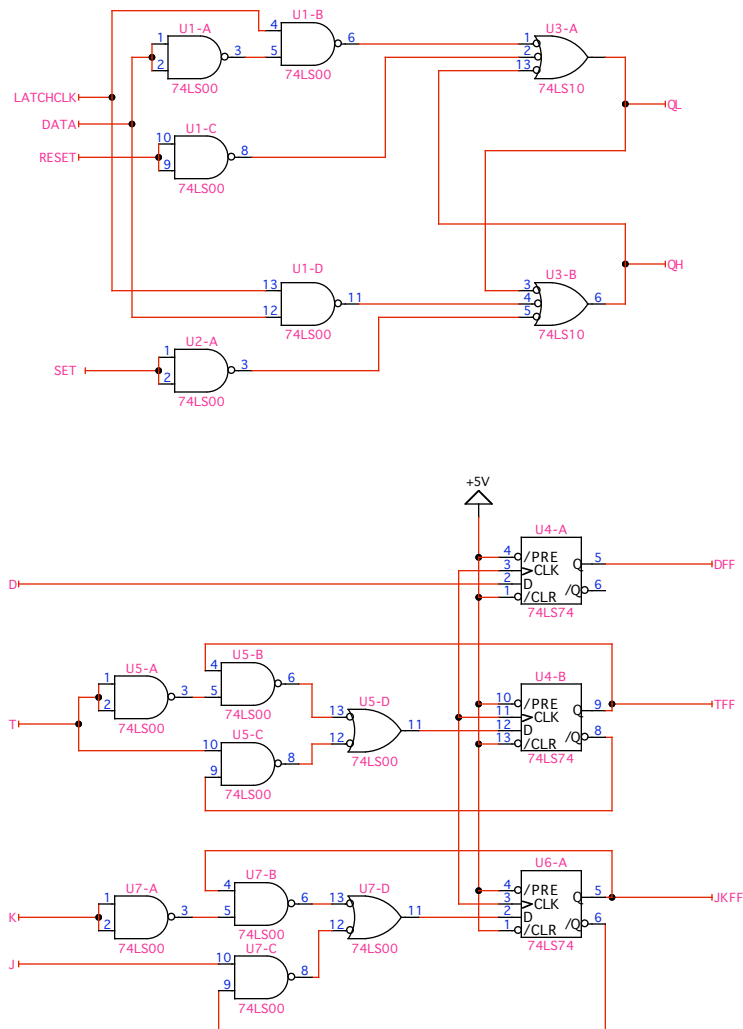 U1-B
U1-A
4
6
5
1
3
2
74LS00
74LS00
U3-A
1
2
13
74LS10
LATCHCLK
DATA
QL
U1-C
RESET
10
8
9
74LS00
U1-D
13
11
12
74LS00
QH
U3-B
3
4
6
5
74LS10
U2-A
1
3
2
74LS00
SET
+5V
U4-A
4
/PRE
5
Q
3
CLK
2
D
/Q
6
1
/CLR
74LS74
DFF
D
U5-A
U5-B
4
6
5
1
3
2
74LS00
74LS00
U5-D
13
11
12
74LS00
T
U5-C
10
8
9
74LS00
U4-B
10
/PRE
9
Q
11
CLK
12
D
/Q
8
13
/CLR
74LS74
TFF
U7-A
U7-B
4
6
5
1
3
2
74LS00
74LS00
U7-D
13
11
12
74LS00
K
J
U7-C
10
8
9
74LS00
U6-A
4
/PRE
5
Q
3
CLK
2
D
/Q
6
1
/CLR
74LS74
JKFF